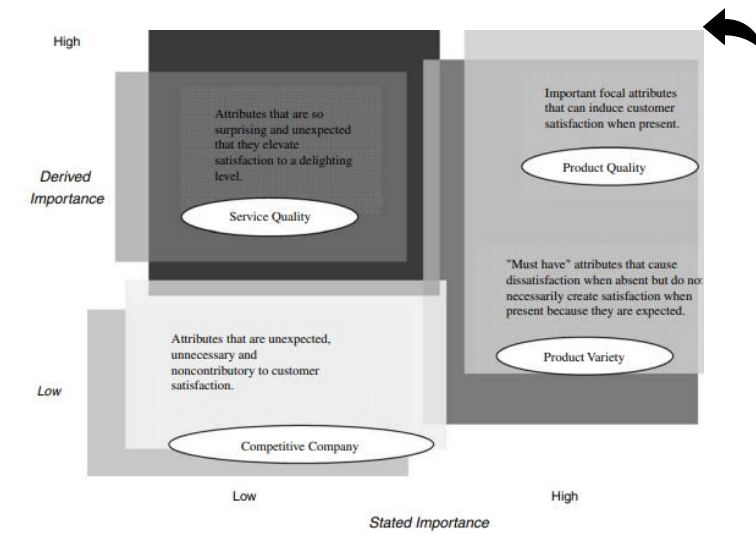 High
Attributes that are so
surprising and unexpected
that they elevate
satisfaction to a delighting
level.
Service Quality
Important focal attributes
that can induce customer
satisfaction when present.
Product Quality
Derived
Importance
"Must have" attributes that cause
dissatisfaction when absent but do not
necessarily create satisfaction when
present because they are expected.
Product Variety
Attributes that are unexpected,
unnecessary and
noncontributory to customer
satisfaction.
Competitive Company
Low
Low
High
Stated Importance